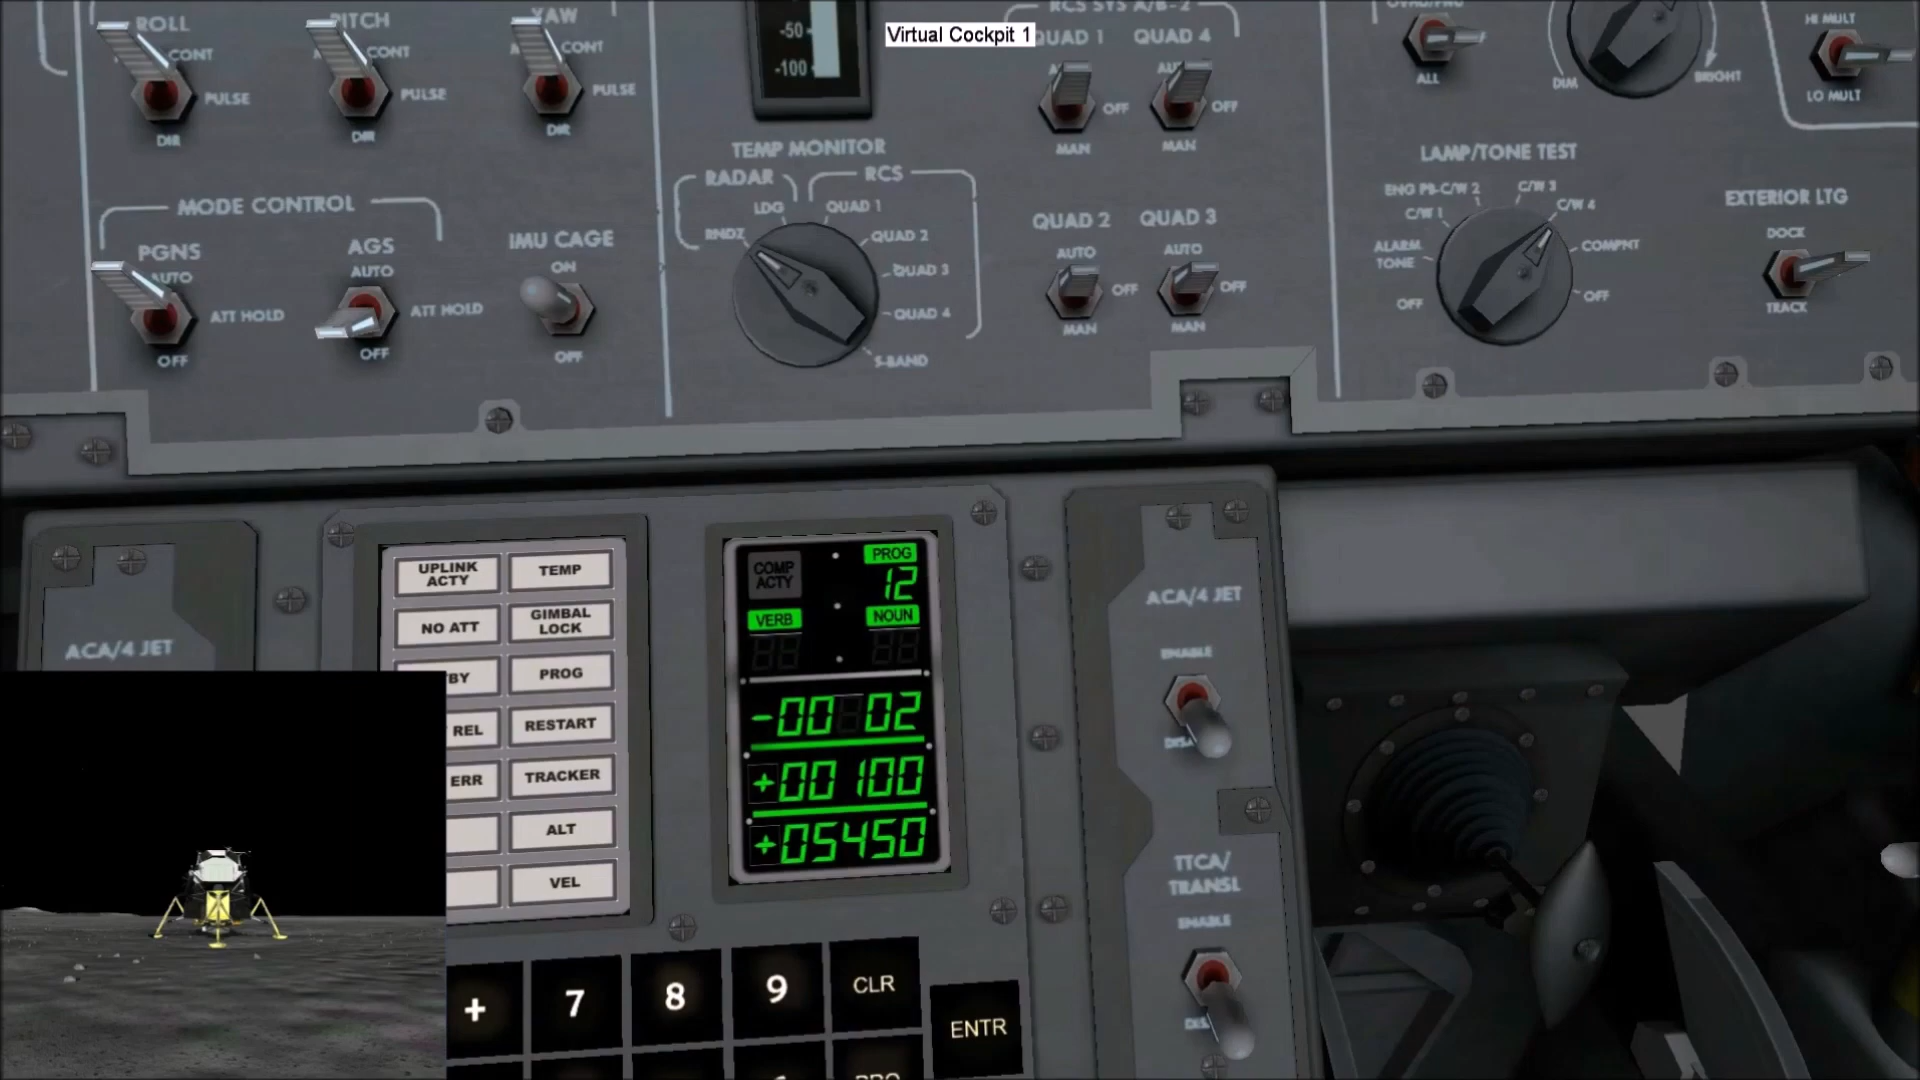 Virtual Cockpit 1
ROLL
CONT
PULSE
DIR
PITCH
CONT
PULSE
DIR
YAW
CONT
PULSE
DIR
-50
-100
RCS SYS A/B-2
QUAD 1
OFF
MAN
QUAD 4
OFF
MAN
ALL
DIM
BRIGHT
HI MULT
LO MULT
MODE CONTROL
PGNS
AUTO
ATT HOLD
OFF
AGS
AUTO
ATT HOLD
OFF
IMU CAGE
ON
OFF
TEMP MONITOR
RADAR
RCS
LDG
RNDZ
QUAD 1
QUAD 2
QUAD 3
QUAD 4
S-BAND
QUAD 2
AUTO
OFF
MAN
QUAD 3
AUTO
OFF
MAN
LAMP/TONE TEST
ENG PB-C/W 2
C/W 3
C/W 1
C/W 4
ALARM
TONE
COMPNT
OFF
OFF
EXTERIOR LTG
DOCK
TRACK
ACA/4 JET
UPLINK
ACTY
TEMP
NO ATT
GIMBAL
LOCK
BY
PROG
REL
RESTART
ERR
TRACKER
ALT
VEL
COMP
ACTY
PROG
12
VERB
NOUN
-00 02
+00100
+05450
ACA/4 JET
ENABLE
TTCA/
TRANSL
ENABLE
+
7
8
9
CLR
ENTR